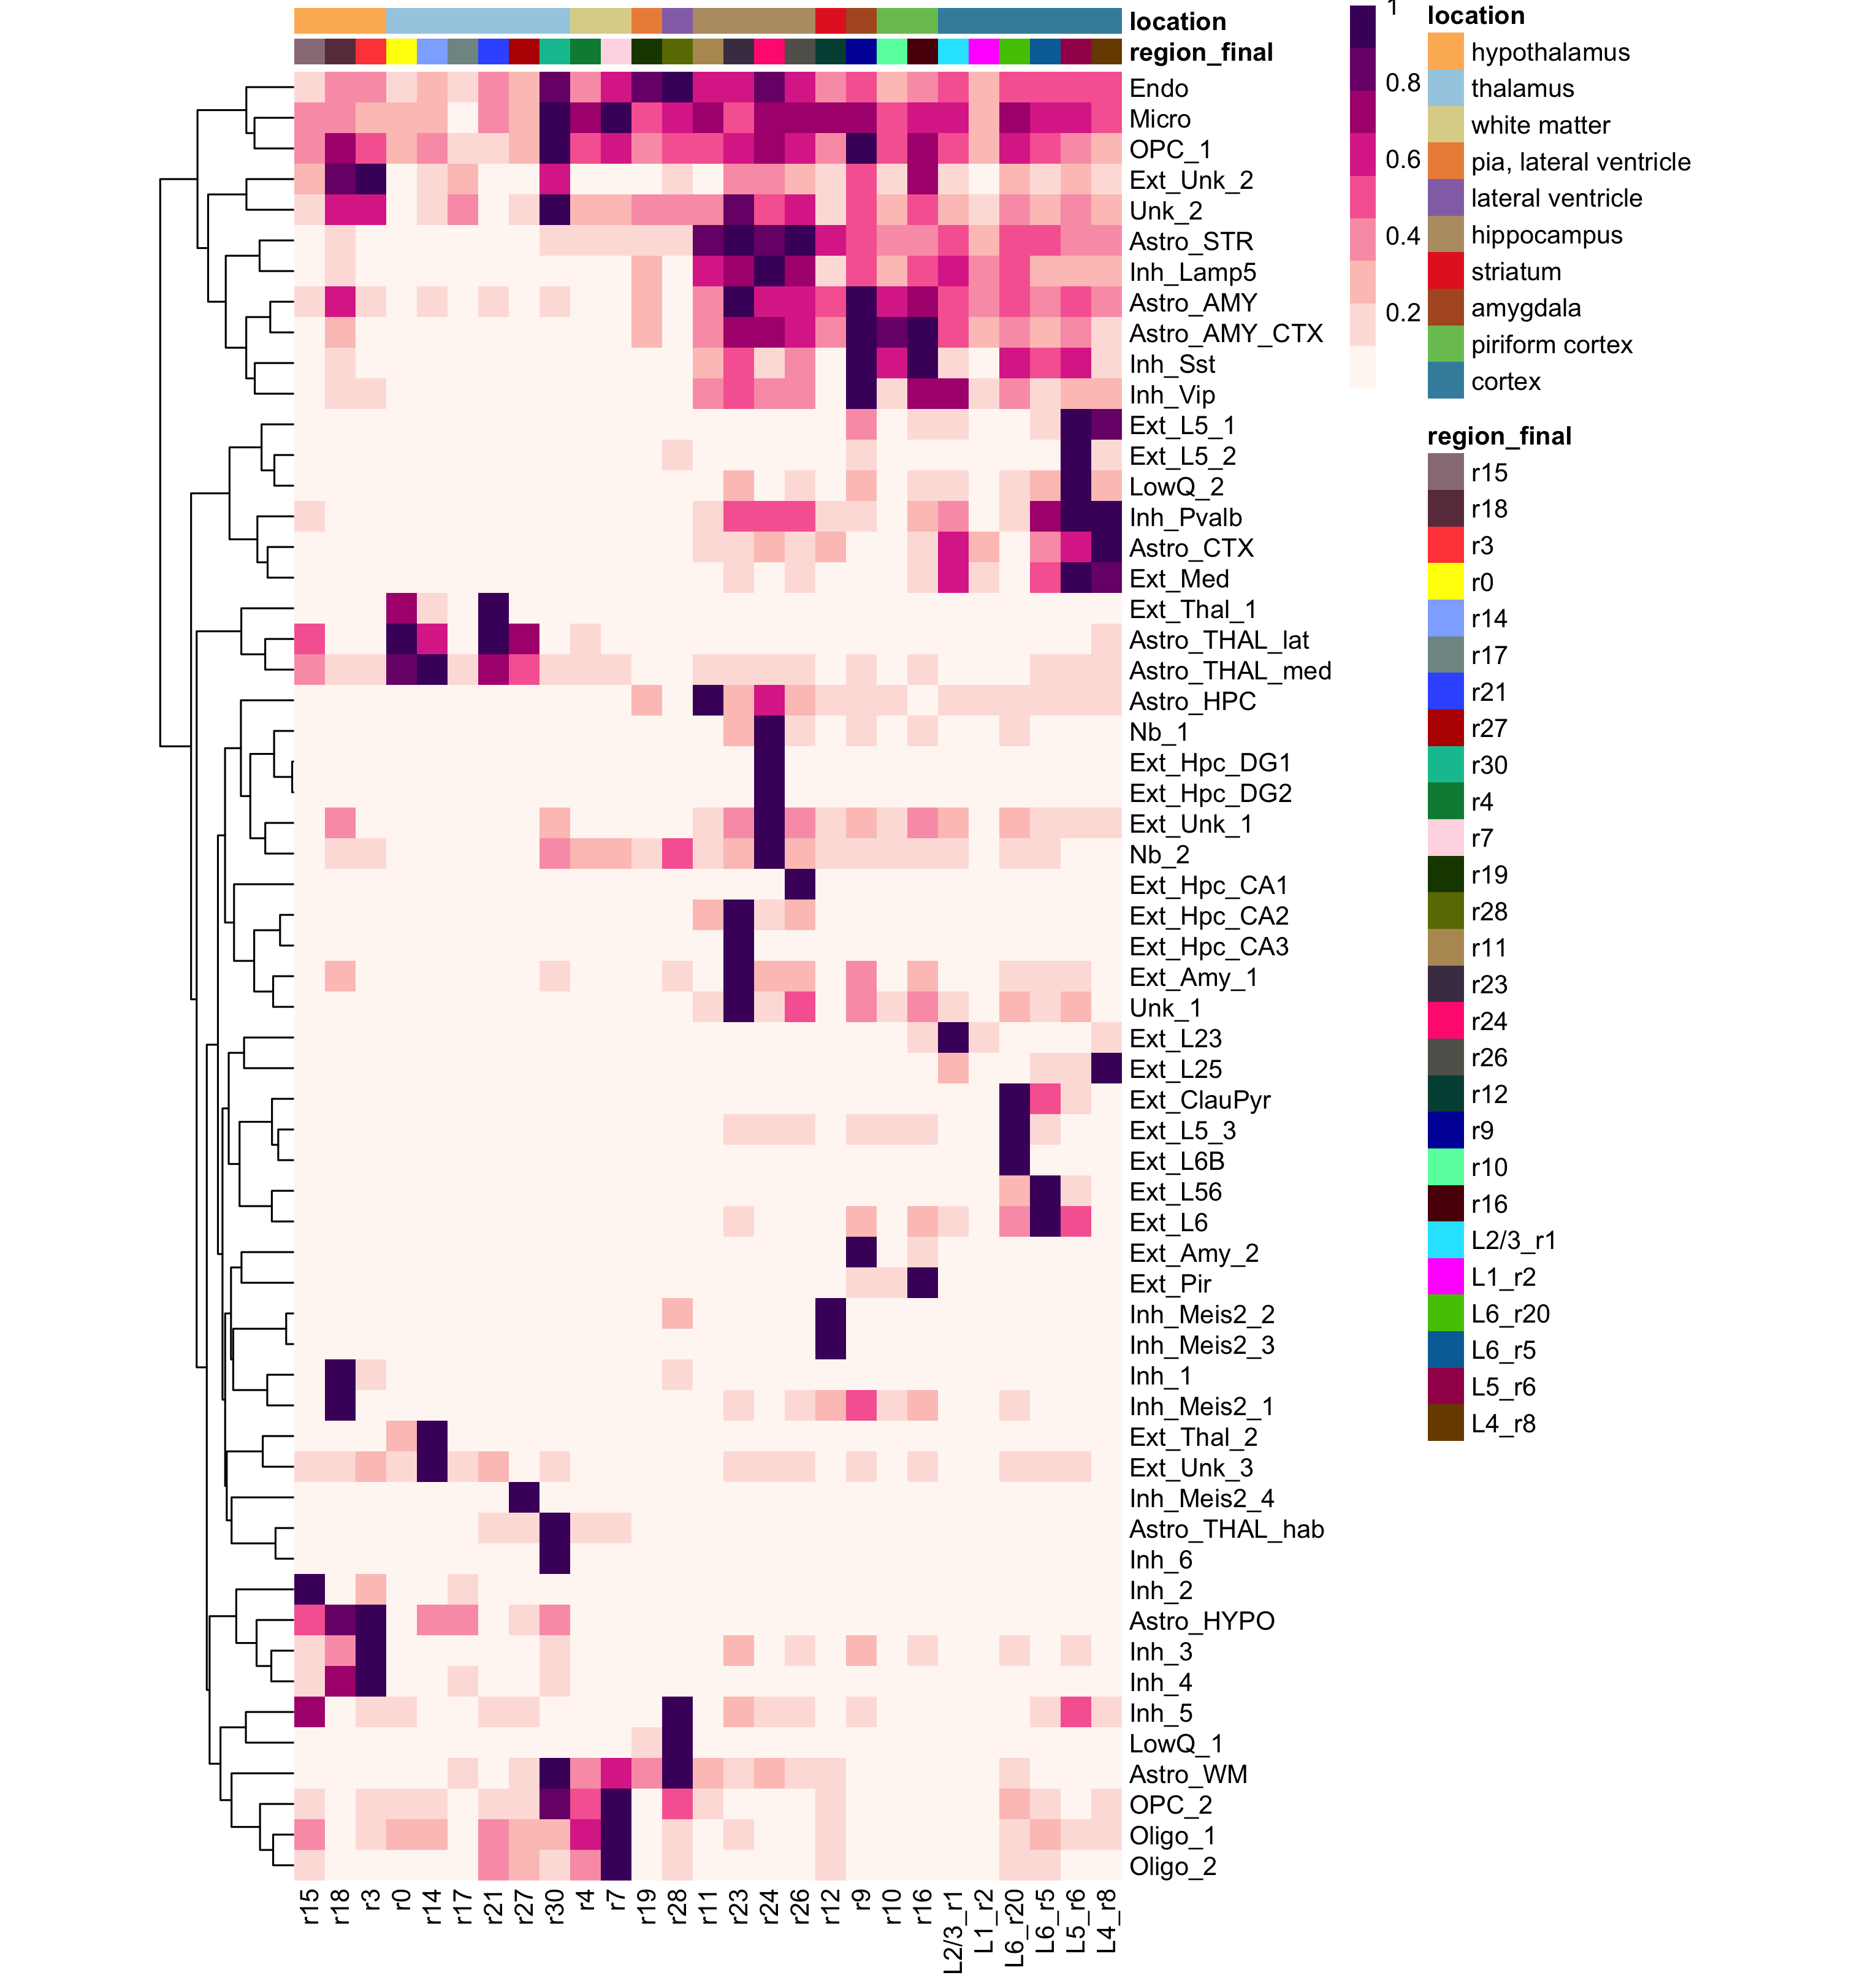 location
region_final
Endo
Micro
OPC_1
Ext_Unk_2
Unk_2
Astro_STR
Inh_Lamp5
Astro_AMY
Astro_AMY_CTX
Inh_Sst
Inh_Vip
Ext_L5_1
Ext_L5_2
LowQ_2
Inh_Pvalb
Astro_CTX
Ext_Med
Ext_Thal_1
Astro_THAL_lat
Astro_THAL_med
Astro_HPC
Nb_1
Ext_Hpc_DG1
Ext_Hpc_DG2
Ext_Unk_1
Nb_2
Ext_Hpc_CA1
Ext_Hpc_CA2
Ext_Hpc_CA3
Ext_Amy_1
Unk_1
Ext_L23
Ext_L25
Ext_ClauPyr
Ext_L5_3
Ext_L6B
Ext_L56
Ext_L6
Ext_Amy_2
Ext_Pir
Inh_Meis2_2
Inh_Meis2_3
Inh_1
Inh_Meis2_1
Ext_Thal_2
Ext_Unk_3
Inh_Meis2_4
Astro_THAL_hab
Inh_6
Inh_2
Astro_HYPO
Inh_3
Inh_4
Inh_5
LowQ_1
Astro_WM
OPC_2
Oligo_1
Oligo_2
r15
r18
r3
r0
r14
r17
r21
r27
r30
r4
r7
r19
r28
r11
r23
r24
r26
r12
r9
r10
r16
L2/3_r1
L1_r2
L6_r20
L6_r5
L5_r6
L4_r8
1
0.8
0.6
0.4
0.2
location
hypothalamus
thalamus
white matter
pia, lateral ventricle
lateral ventricle
hippocampus
striatum
amygdala
piriform cortex
cortex
region_final
r15
r18
r3
r0
r14
r17
r21
r27
r30
r4
r7
r19
r28
r11
r23
r24
r26
r12
r9
r10
r16
L2/3_r1
L1_r2
L6_r20
L6_r5
L5_r6
L4_r8